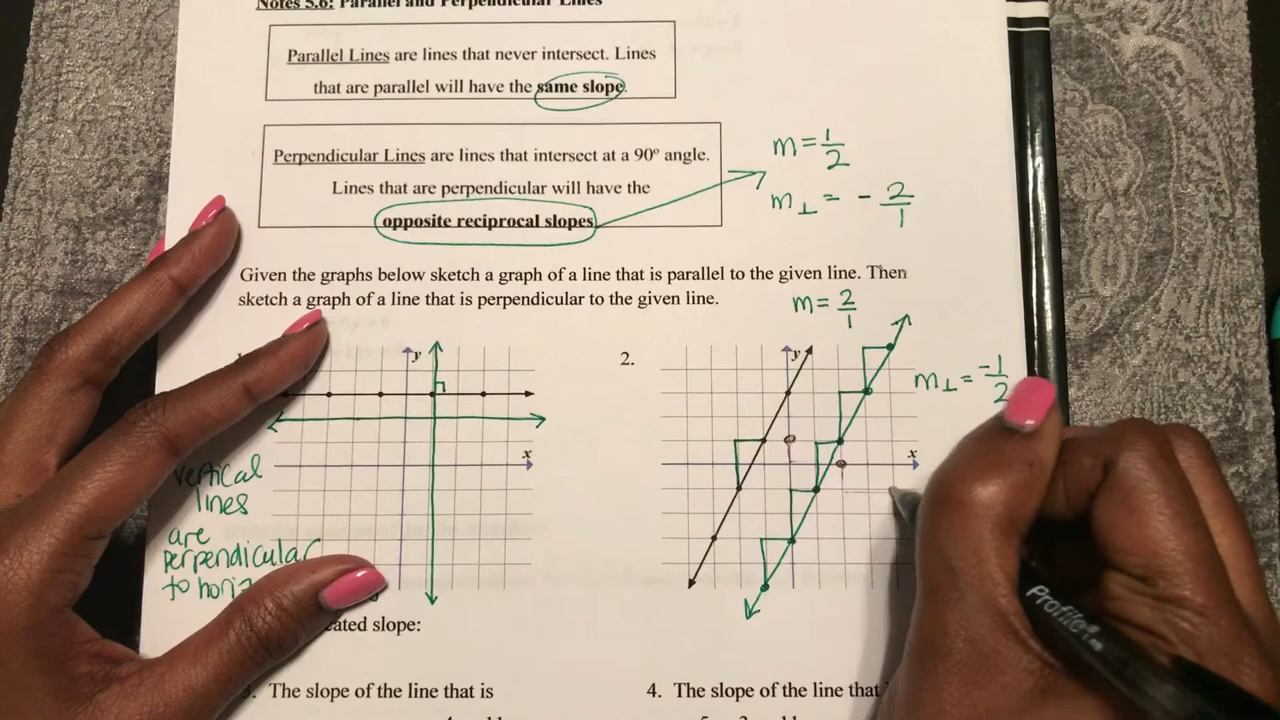 Notes 5.6: Parallel and Perpendicular Lines
Parallel Lines are lines that never intersect. Lines
that are parallel will have the same slope.
Perpendicular Lines are lines that intersect at a 90° angle.
Lines that are perpendicular will have the
opposite reciprocal slopes
m = 1/2
m⊥ = - 2/1
Given the graphs below sketch a graph of a line that is parallel to the given line. Then
sketch a graph of a line that is perpendicular to the given line.
m = 2/1
m⊥ = -1/2
y
x
vertical
lines
are
perpendicular
to
2.
y
x
slope:
3. The slope of the line that is
4. The slope of the line that
Profile